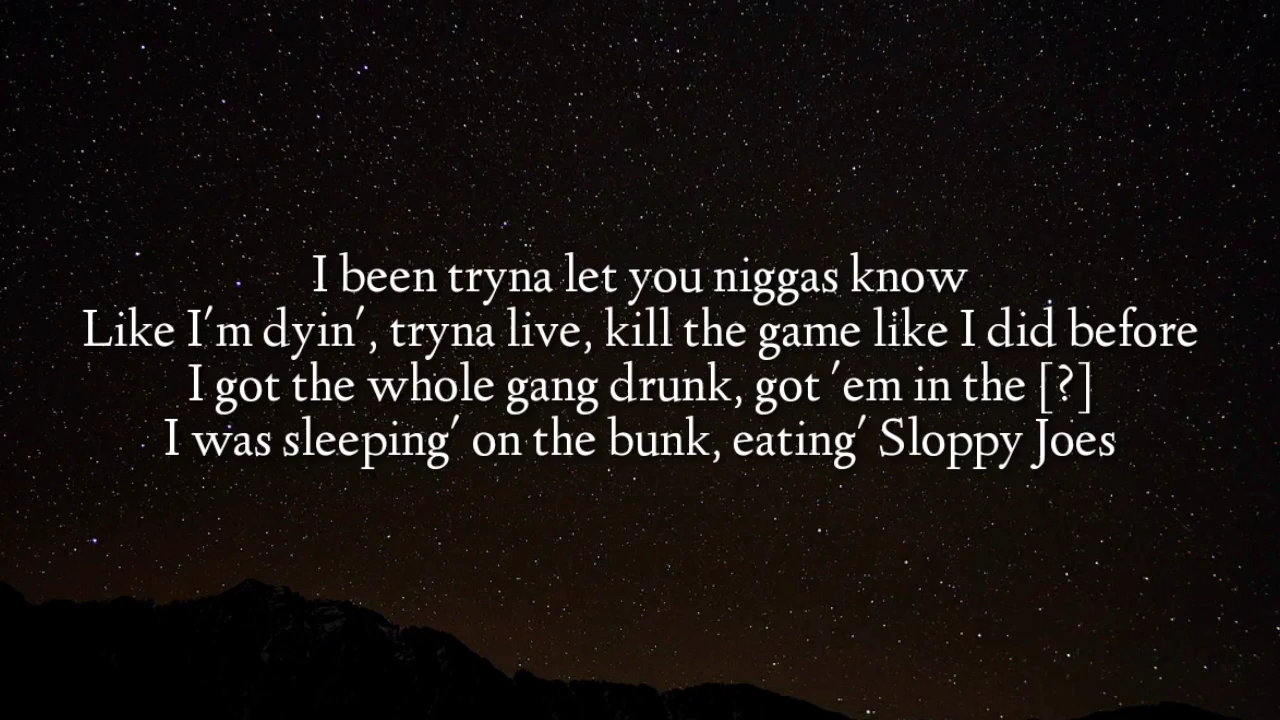 I been tryna let you niggas know
Like I'm dyin', tryna live, kill the game like I did before
I got the whole gang drunk, got 'em in the [?]
I was sleeping' on the bunk, eating' Sloppy Joes